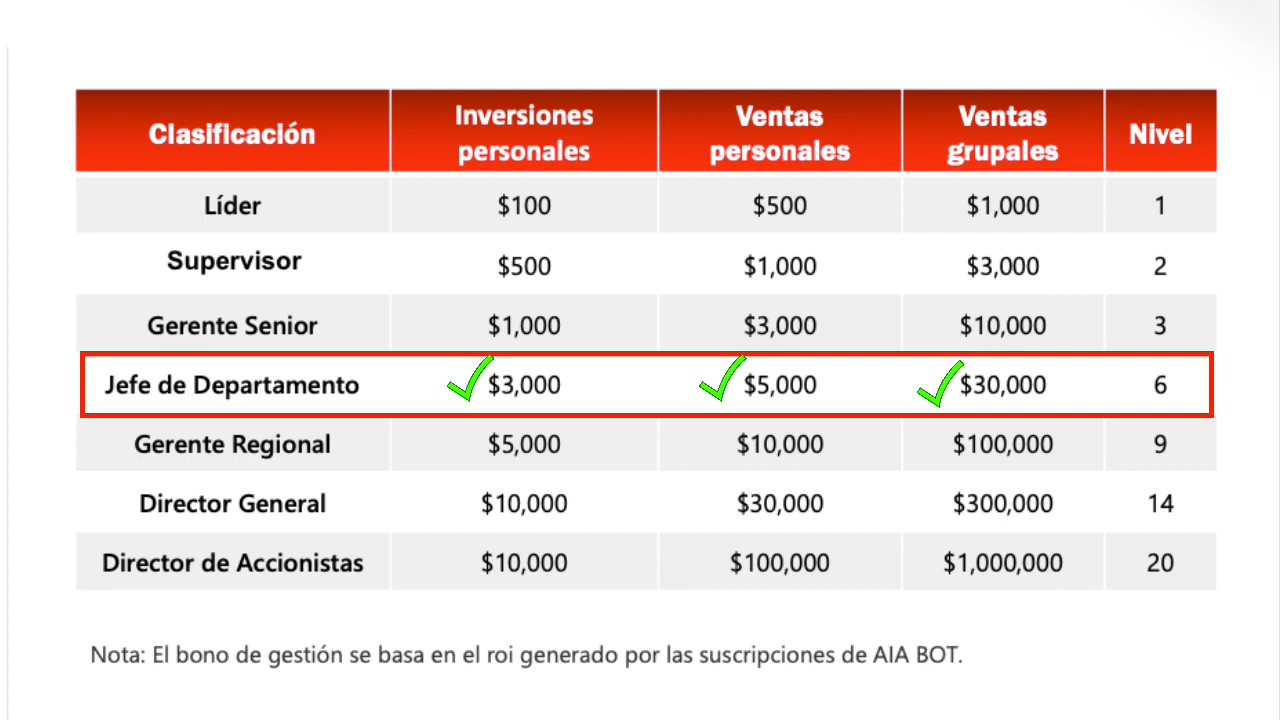 Clasificación Inversiones personales Ventas personales Ventas grupales Nivel
Líder $100 $500 $1,000 1
Supervisor $500 $1,000 $3,000 2
Gerente Senior $1,000 $3,000 $10,000 3
Jefe de Departamento $3,000 $5,000 $30,000 6
Gerente Regional $5,000 $10,000 $100,000 9
Director General $10,000 $30,000 $300,000 14
Director de Accionistas $10,000 $100,000 $1,000,000 20
Nota: El bono de gestión se basa en el roi generado por las suscripciones de AIA BOT.